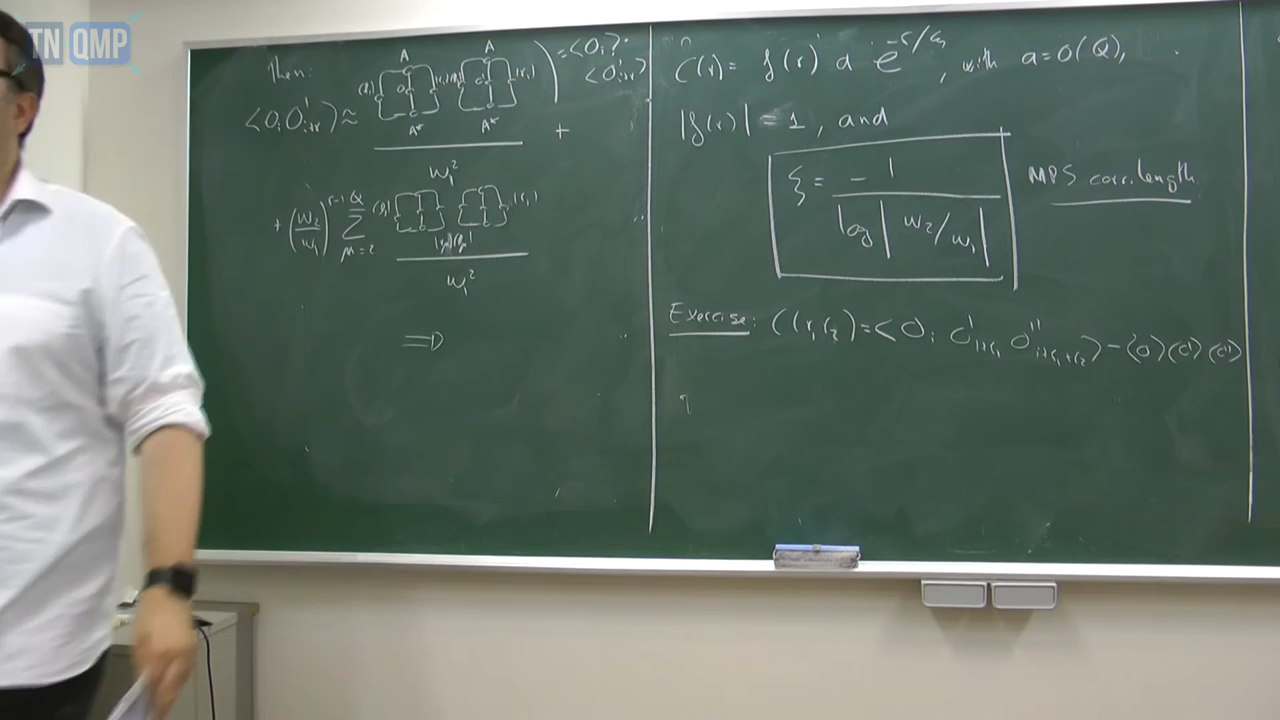 TN QMP
Then:
A A
= <O_i>.
<O'_{i+r}>
<O_i O'_{i+r}> ≈
A* A*
+
w_1^2
+ (w_2/w_1)^{r-1} Σ_{μ=2}^{Q}
w_1^2
⇒
C(r) = f(r) a e^{-r/ξ}, with a = O(Q),
|f(r)| = 1, and
ξ = -1 / log|w_2/w_1|
MPS corr. length
Exercise: C(r_1 r_2) = <O_i O'_{i+r_1} O''_{i+r_1+r_2}> - <O><O'><O''>